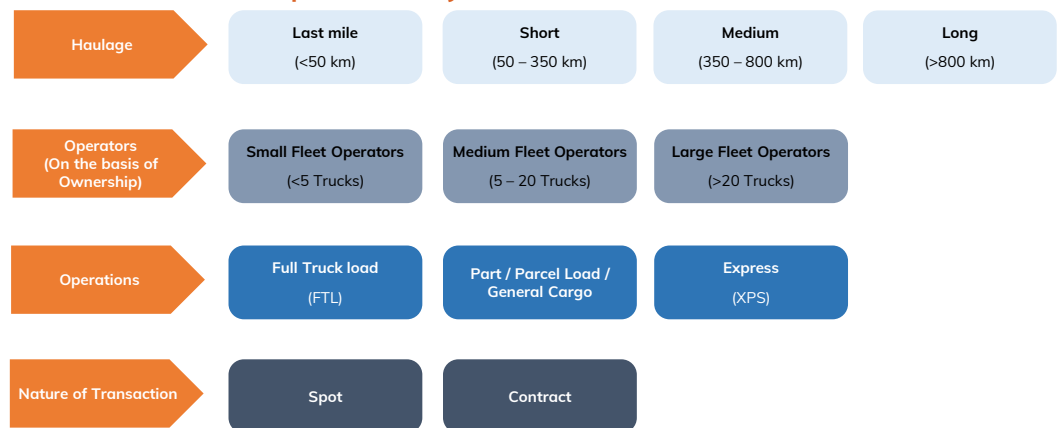 Haulage
Last mile
(<50 km)
Short
(50 – 350 km)
Medium
(350 – 800 km)
Long
(>800 km)
Operators
(On the basis of
Ownership)
Small Fleet Operators
(<5 Trucks)
Medium Fleet Operators
(5 – 20 Trucks)
Large Fleet Operators
(>20 Trucks)
Operations
Full Truck load
(FTL)
Part / Parcel Load /
General Cargo
Express
(XPS)
Nature of Transaction
Spot
Contract